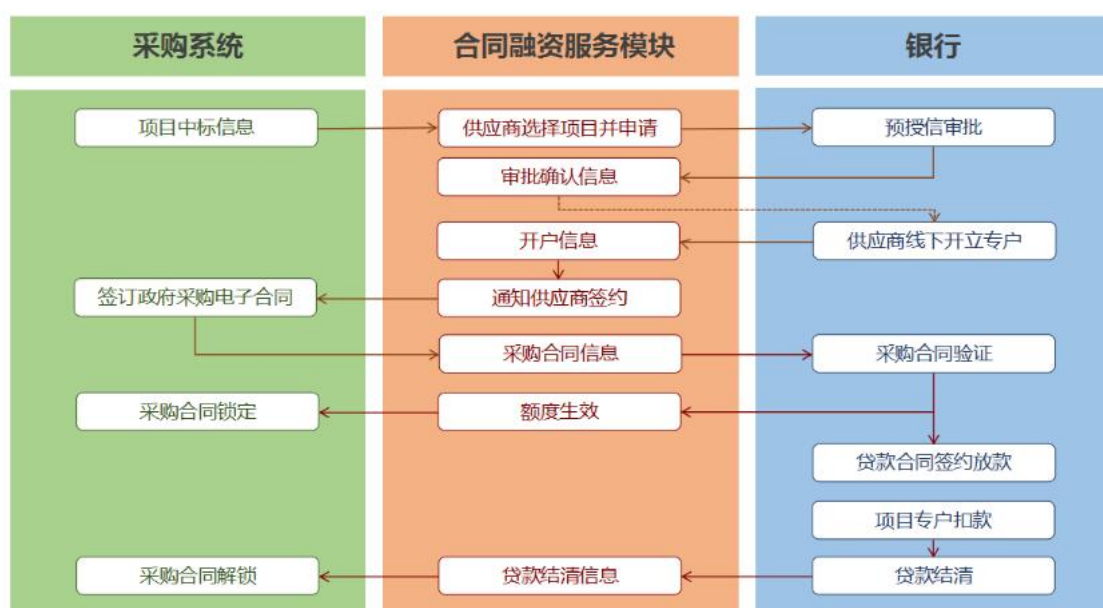 采购系统
合同融资服务模块
银行
项目中标信息
供应商选择项目并申请
预授信审批
审批确认信息
开户信息
供应商线下开立专户
签订政府采购电子合同
通知供应商签约
采购合同信息
采购合同验证
采购合同锁定
额度生效
贷款合同签约放款
项目专户扣款
采购合同解锁
贷款结清信息
贷款结清